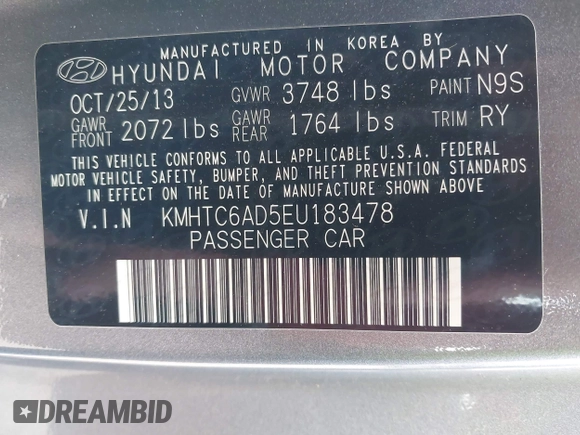 MANUFACTURED IN KOREA BY
HYUNDAI MOTOR COMPANY
OCT/25/13 GVWR 3748 lbs PAINT N9S
GAWR FRONT 2072 lbs GAWR REAR 1764 lbs TRIM RY
THIS VEHICLE CONFORMS TO ALL APPLICABLE U.S.A. FEDERAL
MOTOR VEHICLE SAFETY, BUMPER, AND THEFT PREVENTION STANDARDS
IN EFFECT ON THE DATE OF MANUFACTURE SHOWN ABOVE
V.I.N KMHTC6AD5EU183478
PASSENGER CAR
DREAMBID